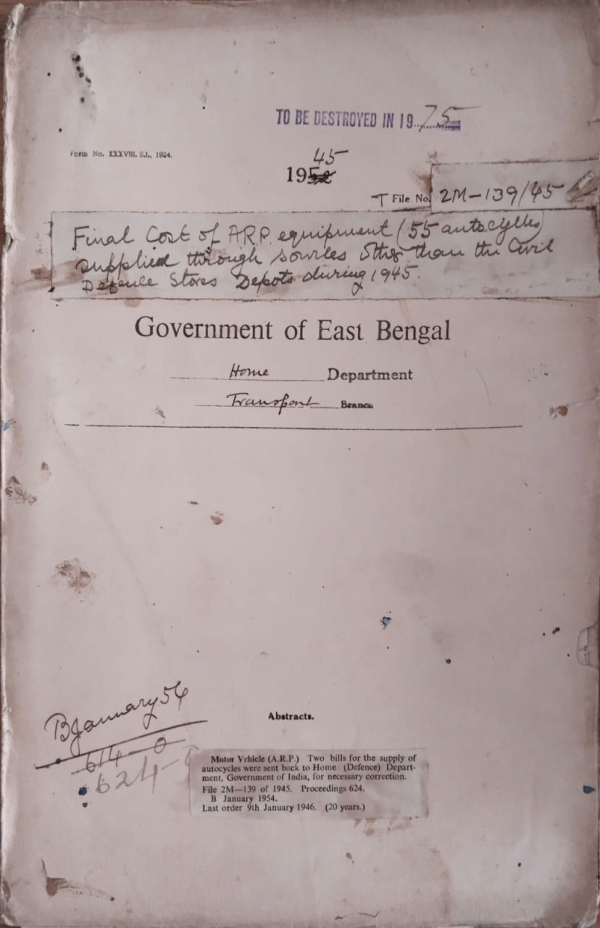 TO BE DESTROYED IN 1975
Form No. XXXVIII, S.L, 1924.
45
1952
T File No. 2M-139/45
Final Cost of A.R.P. equipment (55 autocycles)
supplied through sources other than the Civil
Defence Stores Depots during 1945.
Government of East Bengal
Home Department
Transport Branch
B January 54
614-0
624-
Abstracts.
Motor Vehicle (A.R.P.) Two bills for the supply of
autocycles were sent back to Home (Defence) Depart-
ment, Government of India, for necessary correction.
File 2M—139 of 1945. Proceedings 624.
B January 1954.
Last order 9th January 1946. (20 years.)